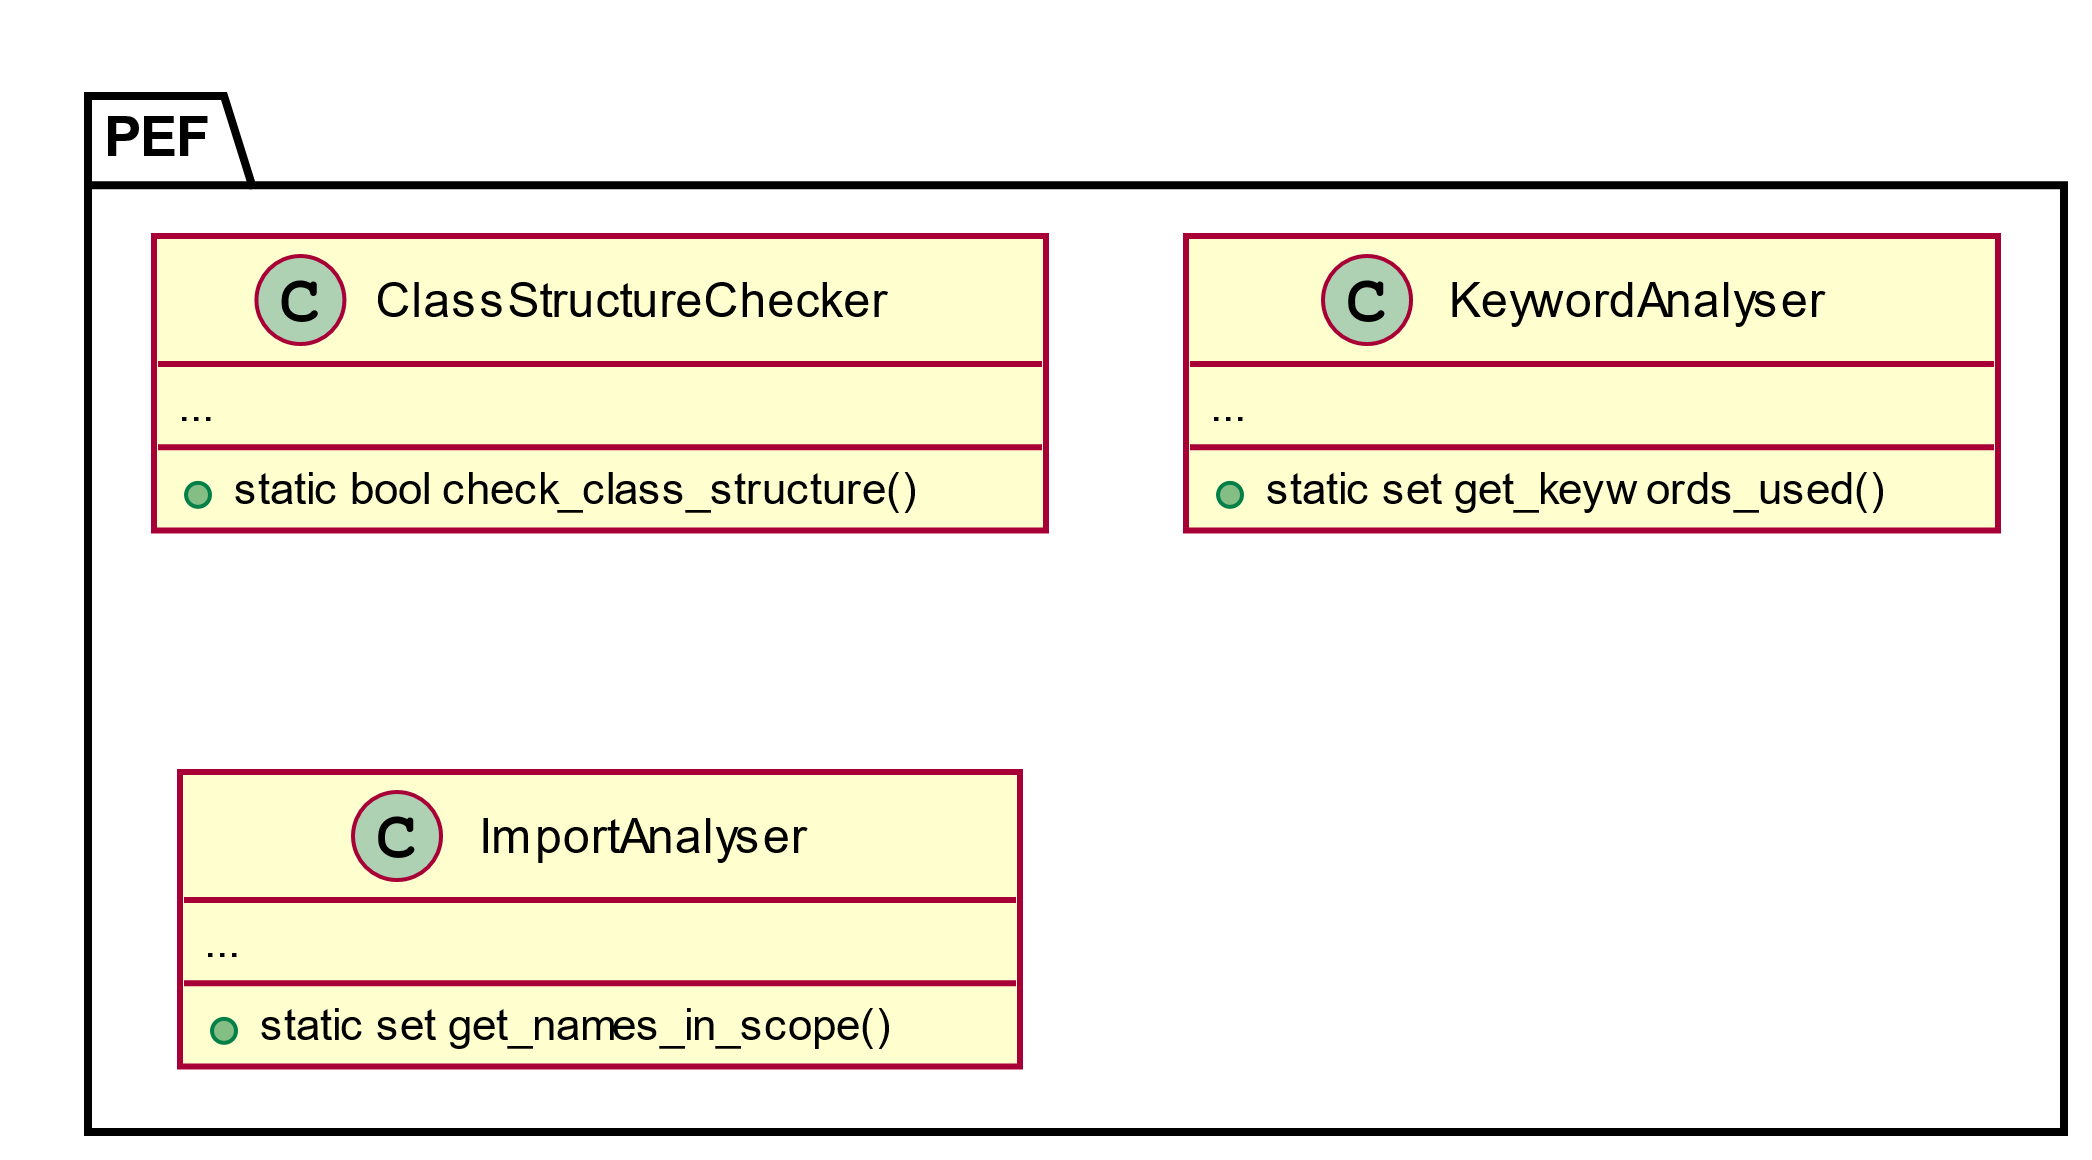 PEF
C ClassStructureChecker
...
static bool check_class_structure()
C KeywordAnalyser
...
static set get_keywords_used()
C ImportAnalyser
...
static set get_names_in_scope()